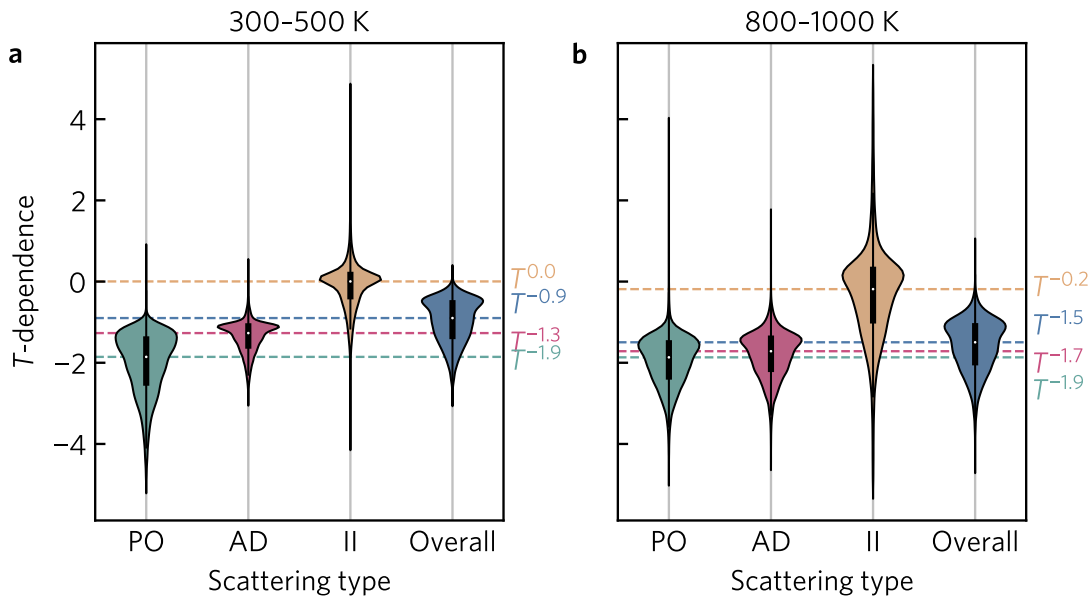 300–500 K
800–1000 K
a
b
T-dependence
4
2
0
−2
−4
T^0.0
T^−0.9
T^−1.3
T^−1.9
T^−0.2
T^−1.5
T^−1.7
T^−1.9
PO AD II Overall
PO AD II Overall
Scattering type
Scattering type